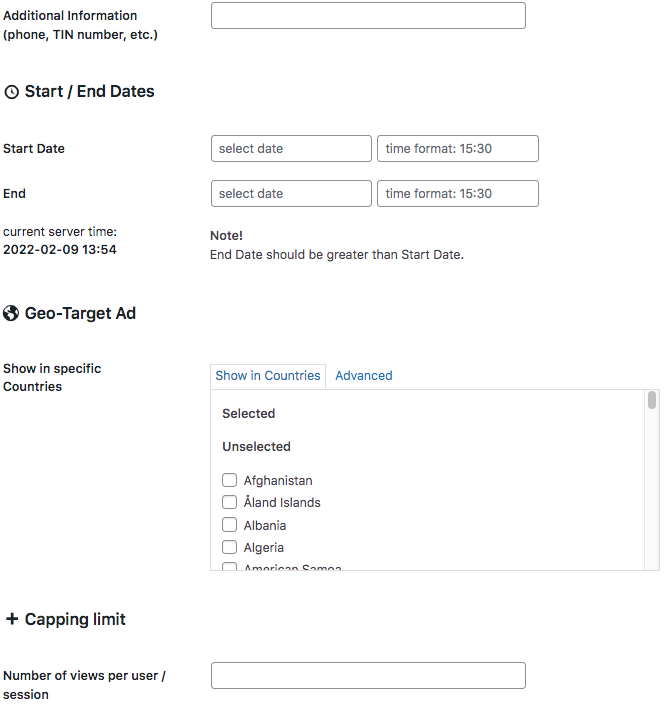 Additional Information
(phone, TIN number, etc.)
Start / End Dates
Start Date
select date
time format: 15:30
End
select date
time format: 15:30
current server time:
2022-02-09 13:54
Note!
End Date should be greater than Start Date.
Geo-Target Ad
Show in specific
Countries
Show in Countries
Advanced
Selected
Unselected
Afghanistan
Åland Islands
Albania
Algeria
American Samoa
Capping limit
Number of views per user /
session